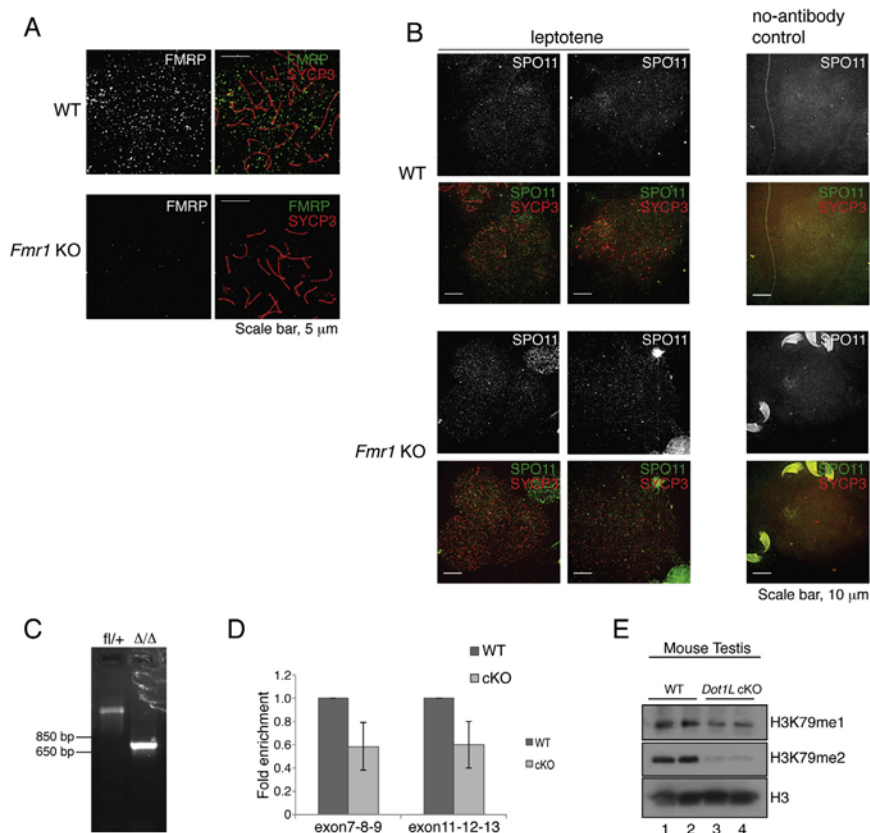 A
FMRP
FMRP
SYCP3
WT
FMRP
FMRP
SYCP3
Fmr1 KO
Scale bar, 5 μm
B
leptotene
no-antibody
control
SPO11
SPO11
SPO11
WT
SPO11
SYCP3
SPO11
SYCP3
SPO11
SYCP3
SPO11
SPO11
SPO11
Fmr1 KO
SPO11
SYCP3
SPO11
SYCP3
SPO11
SYCP3
Scale bar, 10 μm
C
fl/+ Δ/Δ
850 bp
650 bp
D
WT
cKO
Fold enrichment
1.2
1.0
0.8
0.6
0.4
0.2
0
exon7-8-9 exon11-12-13
WT
cKO
E
Mouse Testis
WT Dot1L cKO
H3K79me1
H3K79me2
H3
1 2 3 4